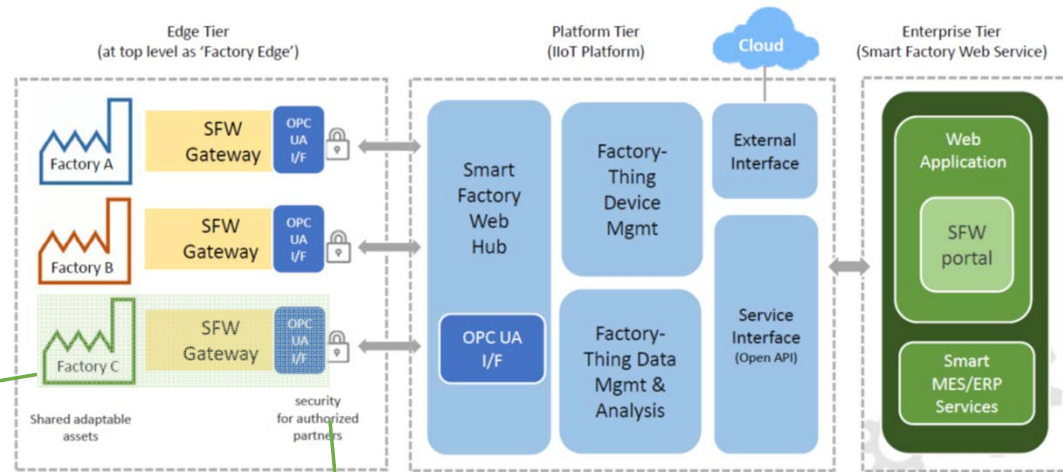 Edge Tier
(at top level as 'Factory Edge')
Platform Tier
(IIoT Platform)
Cloud
Enterprise Tier
(Smart Factory Web Service)
Factory A
SFW
Gateway
OPC
UA
I/F
Factory B
SFW
Gateway
OPC
UA
I/F
Factory C
SFW
Gateway
OPC
UA
I/F
Shared adaptable
assets
security
for authorized
partners
Smart
Factory
Web
Hub
OPC UA
I/F
Factory-
Thing
Device
Mgmt
Factory-
Thing Data
Mgmt &
Analysis
External
Interface
Service
Interface
(Open API)
Web
Application
SFW
portal
Smart
MES/ERP
Services